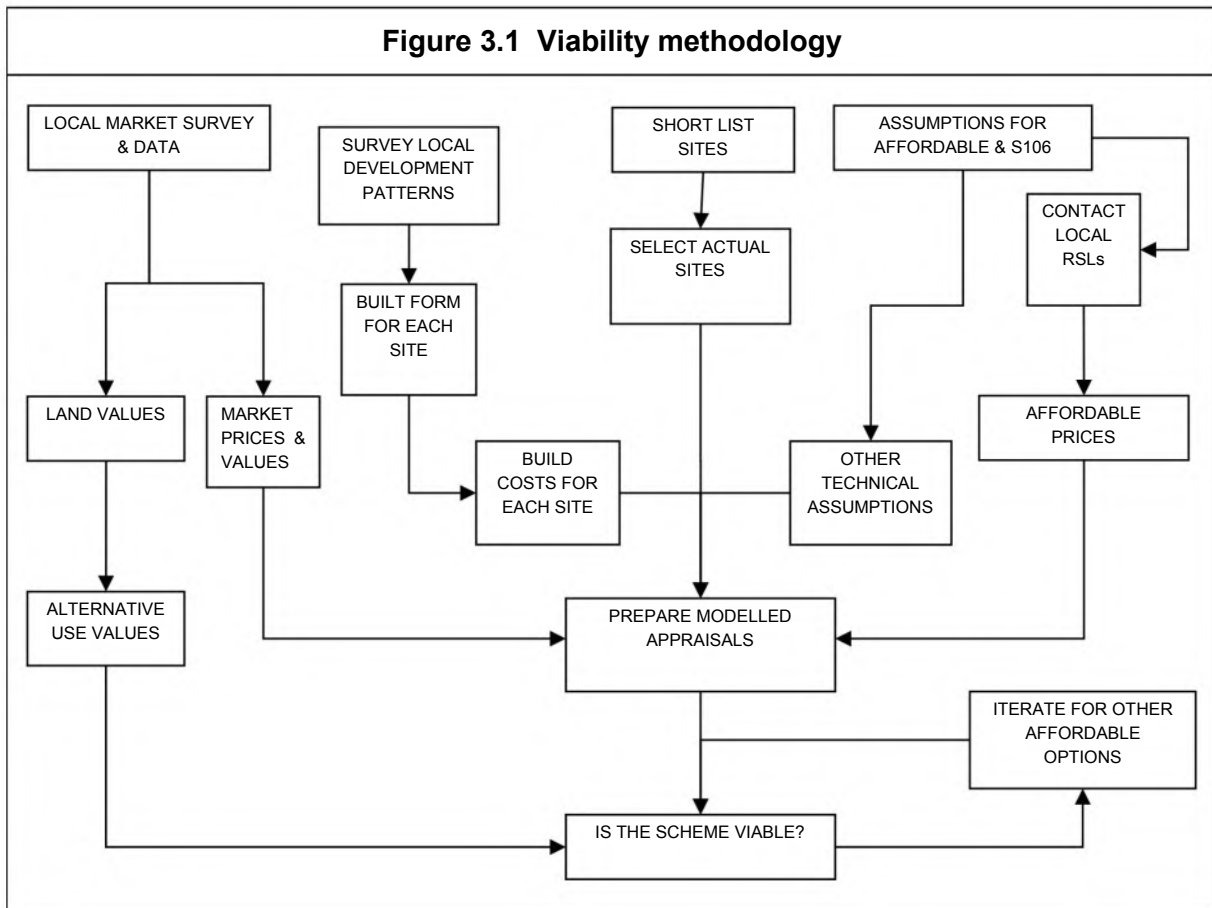 Figure 3.1 Viability methodology
LOCAL MARKET SURVEY
& DATA
SURVEY LOCAL
DEVELOPMENT
PATTERNS
SHORT LIST
SITES
ASSUMPTIONS FOR
AFFORDABLE & S106
CONTACT
LOCAL
RSLs
SELECT ACTUAL
SITES
BUILT FORM
FOR EACH
SITE
LAND VALUES
MARKET
PRICES &
VALUES
BUILD
COSTS FOR
EACH SITE
OTHER
TECHNICAL
ASSUMPTIONS
AFFORDABLE
PRICES
ALTERNATIVE
USE VALUES
PREPARE MODELLED
APPRAISALS
ITERATE FOR OTHER
AFFORDABLE
OPTIONS
IS THE SCHEME VIABLE?